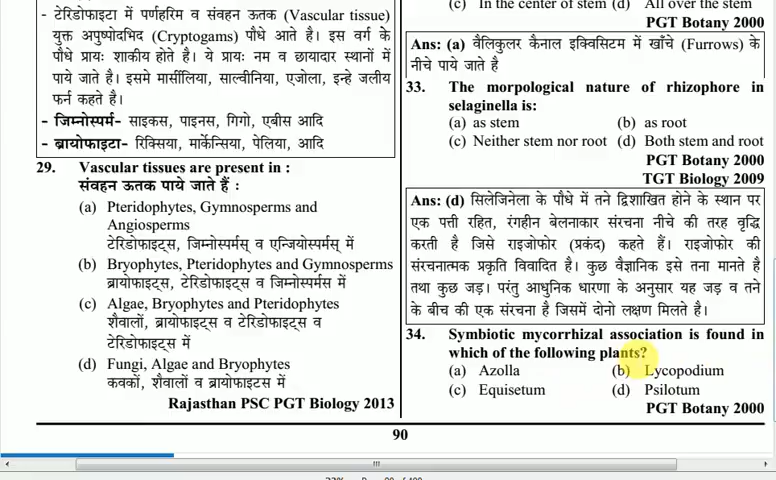 - टेरिडोफाइटा में पर्णहरिम व संवहन ऊतक (Vascular tissue)
युक्त अपुष्पोदभिद (Cryptogams) पौधे आते है। इस वर्ग के
पौधे प्रायः शाकीय होते है। ये प्रायः नम व छायादार स्थानों में
पाये जाते है। इसमे मार्सीलिया, साल्वीनिया, एजोला, इन्हे जलीय
फर्न कहते है।
- जिम्नोस्पर्म- साइकस, पाइनस, गिंगो, एबीस आदि
- ब्रायोफाइटा- रिक्सिया, मार्केन्सिया, पेलिया, आदि
29. Vascular tissues are present in :
संवहन ऊतक पाये जाते हैं :
(a) Pteridophytes, Gymnosperms and
Angiosperms
टेरिडोफाइट्स, जिम्नोस्पर्मस् व एन्जियोस्पर्मस् में
(b) Bryophytes, Pteridophytes and Gymnosperms
ब्रायोफाइट्स, टेरिडोफाइट्स व जिम्नोस्पर्मस में
(c) Algae, Bryophytes and Pteridophytes
शैवालों, ब्रायोफाइट्स व टेरिडोफाइट्स व
टेरिडोफाइट्स में
(d) Fungi, Algae and Bryophytes
कवकों, शैवालों व ब्रायोफाइटस में
Rajasthan PSC PGT Biology 2013
(c) In the center of stem (d) All over the stem
PGT Botany 2000
Ans: (a) वैलिकुलर कैनाल इक्विसिटम में खाँचे (Furrows) के
नीचे पाये जाते है
33. The morpological nature of rhizophore in
selaginella is:
(a) as stem (b) as root
(c) Neither stem nor root (d) Both stem and root
PGT Botany 2000
TGT Biology 2009
Ans: (d) सिलेजिनेला के पौधे में तने द्विशाखित होने के स्थान पर
एक पत्ती रहित, रंगहीन बेलनाकार संरचना नीचे की तरह वृद्धि
करती है जिसे राइजोफोर (प्रकंद) कहते हैं। राइजोफोर की
संरचनात्मक प्रकृति विवादित है। कुछ वैज्ञानिक इसे तना मानते है
तथा कुछ जड़। परंतु आधुनिक धारणा के अनुसार यह जड़ व तने
के बीच की एक संरचना है जिसमें दोनो लक्षण मिलते है।
34. Symbiotic mycorrhizal association is found in
which of the following plants?
(a) Azolla (b) Lycopodium
(c) Equisetum (d) Psilotum
PGT Botany 2000
90